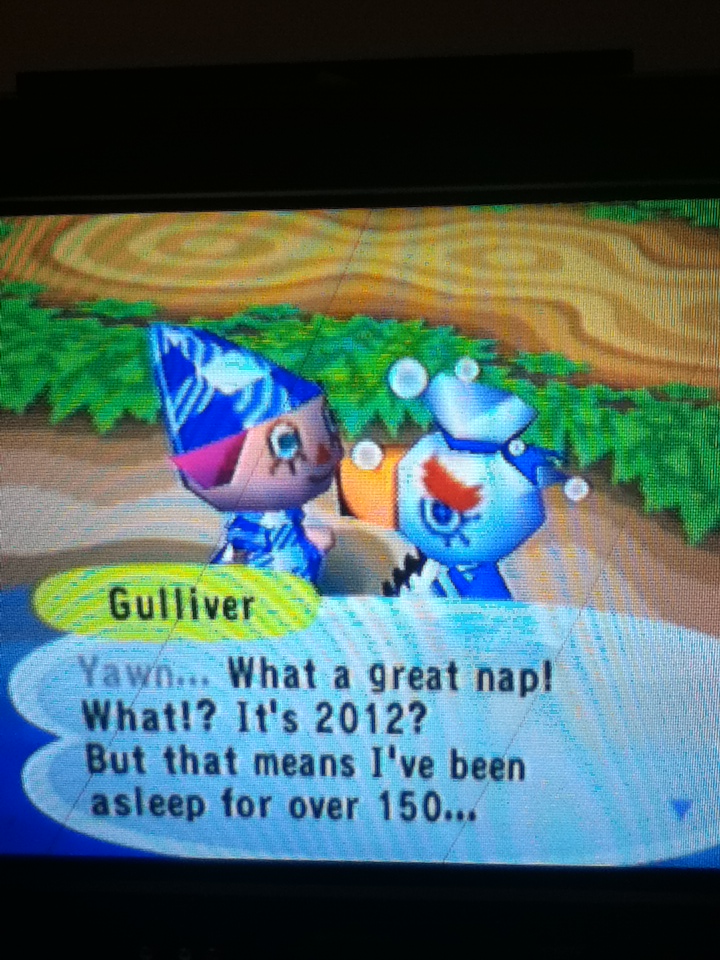 Gulliver
Yawn... What a great nap!
What!? It's 2012?
But that means I've been
asleep for over 150...